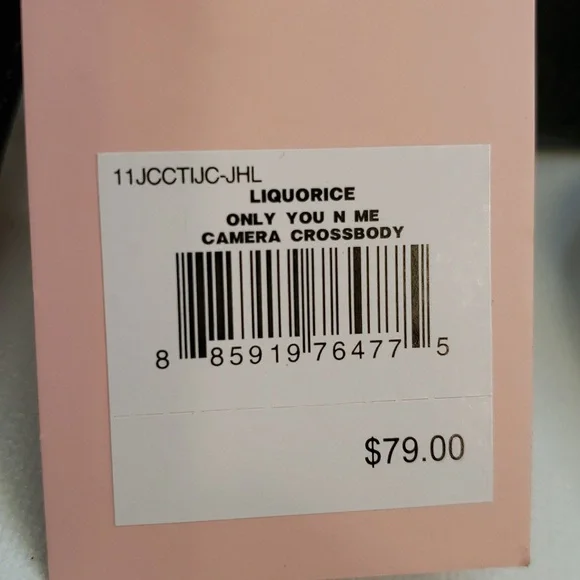 11JCCTIJC-JHL
LIQUORICE
ONLY YOU N ME
CAMERA CROSSBODY
8 85919 76477 5
$79.00